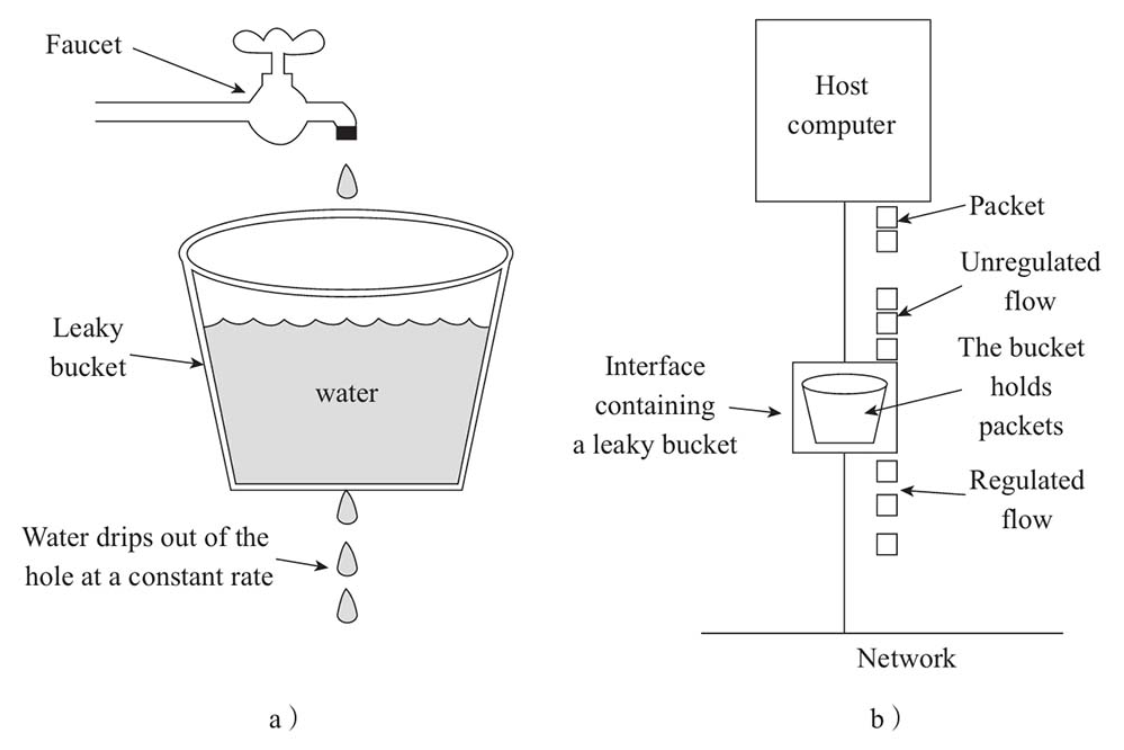 Faucet
Leaky
bucket
water
Water drips out of the
hole at a constant rate
a )
Host
computer
Packet
Unregulated
flow
The bucket
holds
packets
Interface
containing
a leaky bucket
Regulated
flow
Network
b )